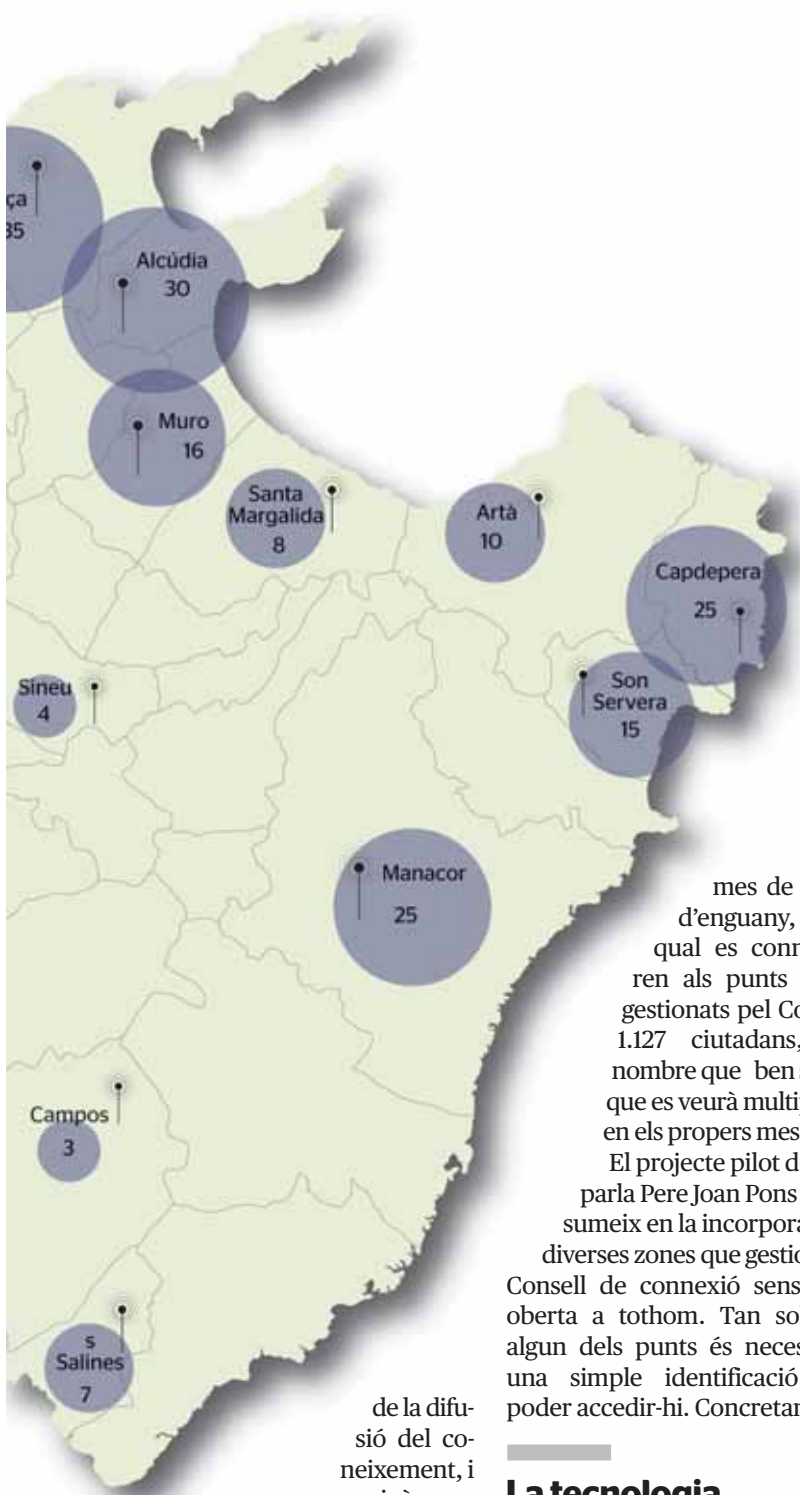 ça
35
Alcúdia
30
Muro
16
Santa
Margalida
8
Artà
10
Capdepera
25
Son
Servera
15
Sineu
4
Manacor
25
Campos
3
s
Salines
7
de la difu-
sió del co-
neixement, i
mes de
d'enguany,
qual es conn
ren als punts
gestionats pel Co
1.127 ciutadans,
nombre que ben
que es veurà multi
en els propers mes
El projecte pilot d
parla Pere Joan Pons
sumeix en la incorpora
diverses zones que gestio
Consell de connexió sens
oberta a tothom. Tan so
algun dels punts és neces
una simple identificació
poder accedir-hi. Concretar
La tecnologia